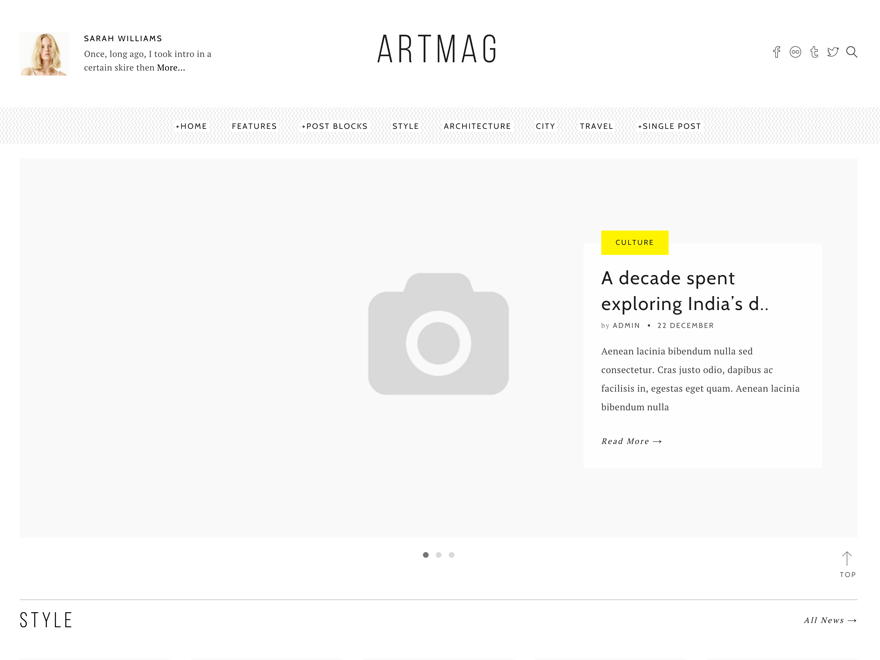 SARAH WILLIAMS
Once, long ago, I took intro in a
certain skire then More...
ARTMAG
+HOME FEATURES +POST BLOCKS STYLE ARCHITECTURE CITY TRAVEL +SINGLE POST
CULTURE
A decade spent
exploring India's d..
by ADMIN • 22 DECEMBER
Aenean lacinia bibendum nulla sed
consectetur. Cras justo odio, dapibus ac
facilisis in, egestas eget quam. Aenean lacinia
bibendum nulla
Read More →
TOP
STYLE
All News →